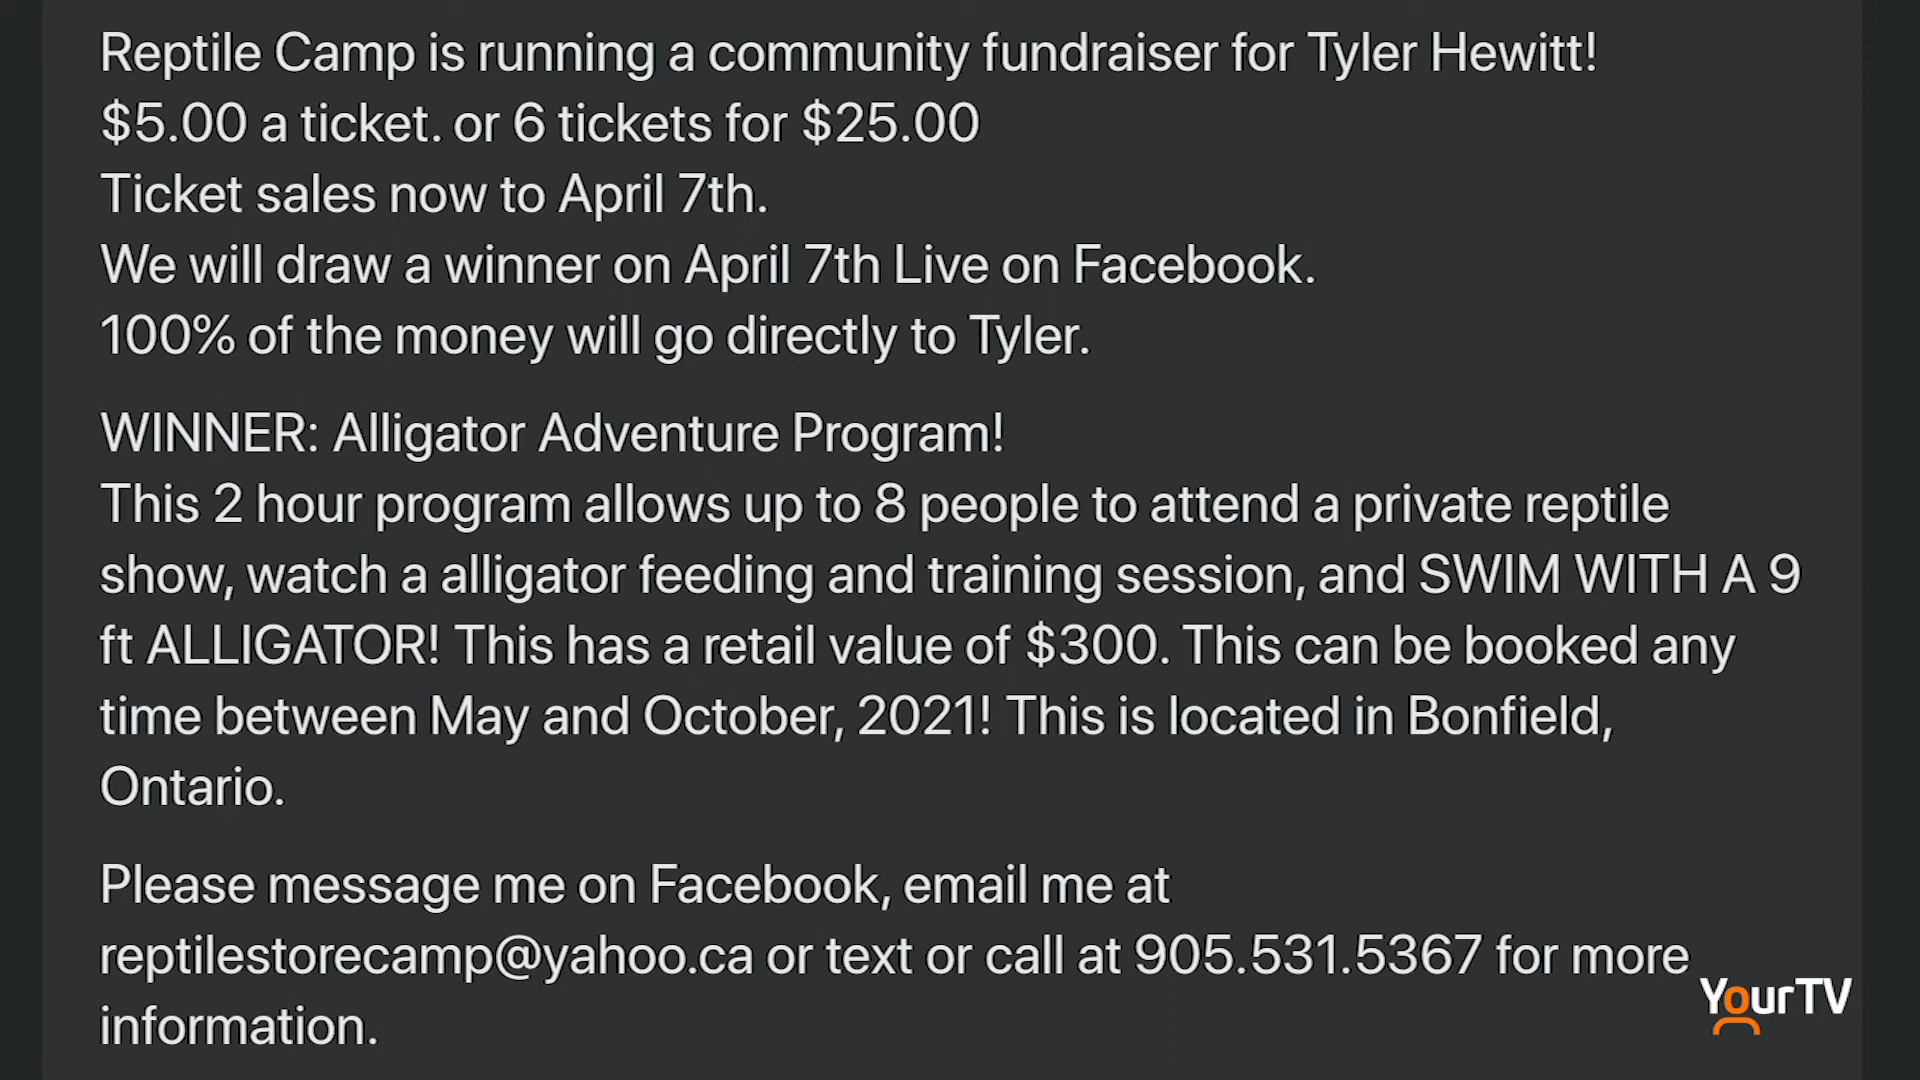 Reptile Camp is running a community fundraiser for Tyler Hewitt!
$5.00 a ticket. or 6 tickets for $25.00
Ticket sales now to April 7th.
We will draw a winner on April 7th Live on Facebook.
100% of the money will go directly to Tyler.
WINNER: Alligator Adventure Program!
This 2 hour program allows up to 8 people to attend a private reptile
show, watch a alligator feeding and training session, and SWIM WITH A 9
ft ALLIGATOR! This has a retail value of $300. This can be booked any
time between May and October, 2021! This is located in Bonfield,
Ontario.
Please message me on Facebook, email me at
reptilestorecamp@yahoo.ca or text or call at 905.531.5367 for more
information.
YourTV